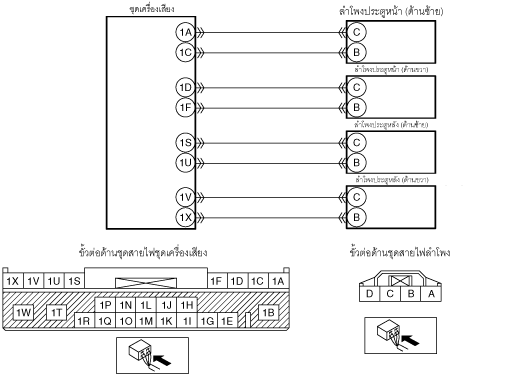 ชุดเครื่องเสียง
ลำโพงประตูหน้า (ด้านซ้าย)
1A C
1C B
ลำโพงประตูหน้า (ด้านขวา)
1D C
1F B
ลำโพงประตูหลัง (ด้านซ้าย)
1S C
1U B
ลำโพงประตูหลัง (ด้านขวา)
1V C
1X B
ขั้วต่อด้านชุดสายไฟชุดเครื่องเสียง
1X 1V 1U 1S 1F 1D 1C 1A
1W 1T 1P 1N 1L 1J 1H 1B
1R 1Q 1O 1M 1K 1I 1G 1E
ขั้วต่อด้านชุดสายไฟลำโพง
D C B A